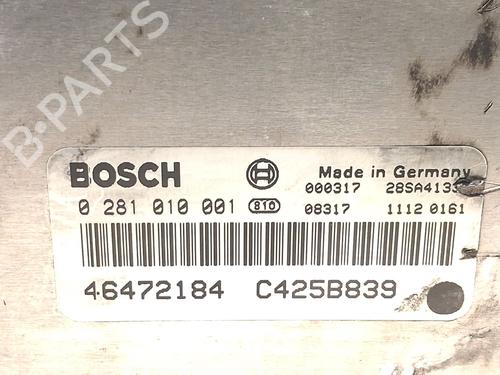 B-PARTS
BOSCH Made in Germany
000317 28SA4133
0 281 010 001 810 08317 1112 0161
46472184 C425B839